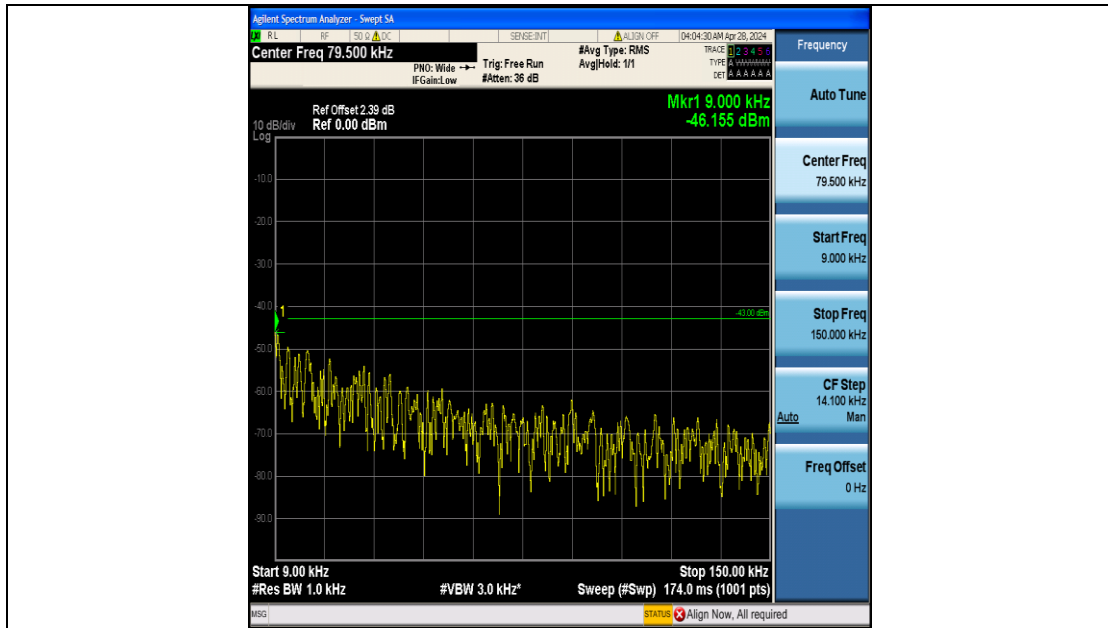 Agilent Spectrum Analyzer - Swept SA
RL RF 50 Ω DC SENSE:INT ALIGN OFF 04:04:30 AM Apr 28, 2024
Center Freq 79.500 kHz #Avg Type: RMS TRACE 1 2 3 4 5 6
PNO: Wide Trig: Free Run Avg|Hold: 1/1 TYPE A WWWWW
IFGain:Low #Atten: 36 dB DET A A A A A A
Frequency
Mkr1 9.000 kHz
-46.155 dBm
Ref Offset 2.39 dB
10 dB/div Ref 0.00 dBm
Log
-10.0
-20.0
-30.0
-40.0
1
-43.00 dBm
-50.0
-60.0
-70.0
-80.0
-90.0
Start 9.00 kHz Stop 150.00 kHz
#Res BW 1.0 kHz #VBW 3.0 kHz* Sweep (#Swp) 174.0 ms (1001 pts)
Auto Tune
Center Freq
79.500 kHz
Start Freq
9.000 kHz
Stop Freq
150.000 kHz
CF Step
14.100 kHz
Auto Man
Freq Offset
0 Hz
MSG STATUS Align Now, All required